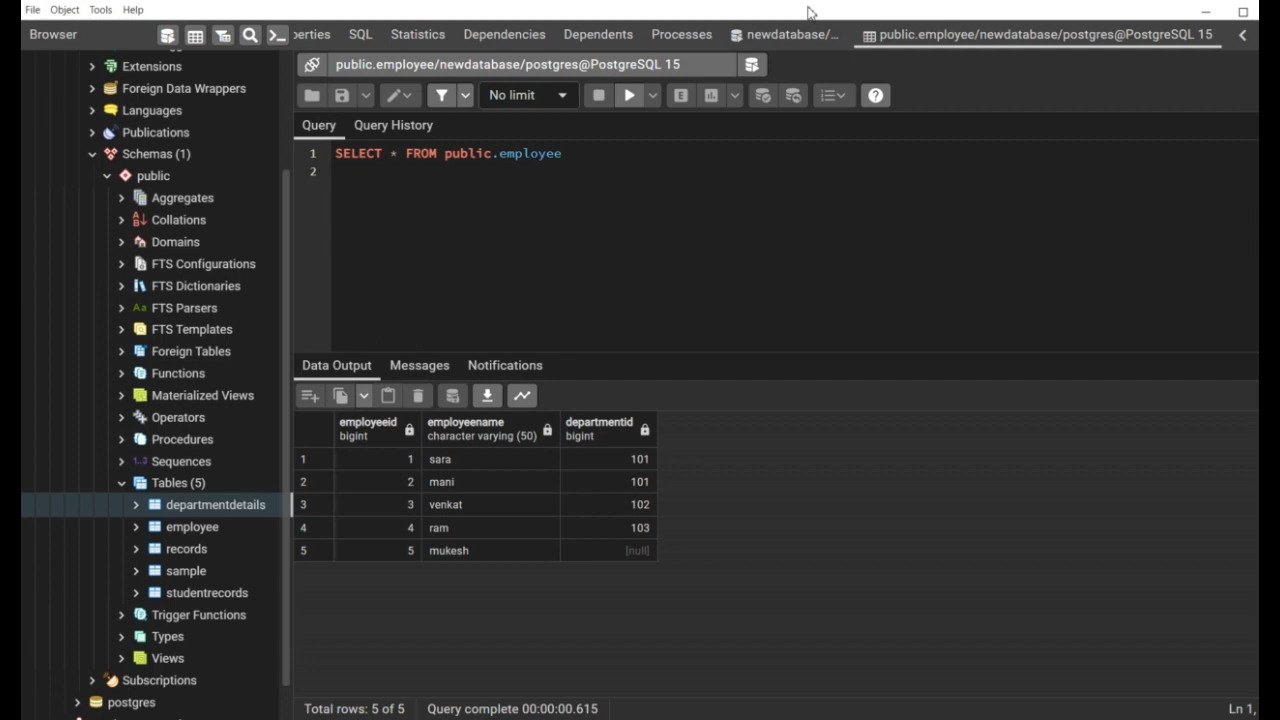 File Object Tools Help
Browser
perties SQL Statistics Dependencies Dependents Processes newdatabase/... public.employee/newdatabase/postgres@PostgreSQL 15
Extensions
Foreign Data Wrappers
Languages
Publications
Schemas (1)
public
Aggregates
Collations
Domains
FTS Configurations
FTS Dictionaries
Aa FTS Parsers
FTS Templates
Foreign Tables
Functions
Materialized Views
Operators
Procedures
1..3 Sequences
Tables (5)
departmentdetails
employee
records
sample
studentrecords
Trigger Functions
Types
Views
Subscriptions
postgres
public.employee/newdatabase/postgres@PostgreSQL 15
No limit
Query Query History
1 SELECT * FROM public.employee
2
Data Output Messages Notifications
employeeid employeename departmentid
bigint character varying (50) bigint
1 1 sara 101
2 2 mani 101
3 3 venkat 102
4 4 ram 103
5 5 mukesh [null]
Total rows: 5 of 5 Query complete 00:00:00.615 Ln 1,